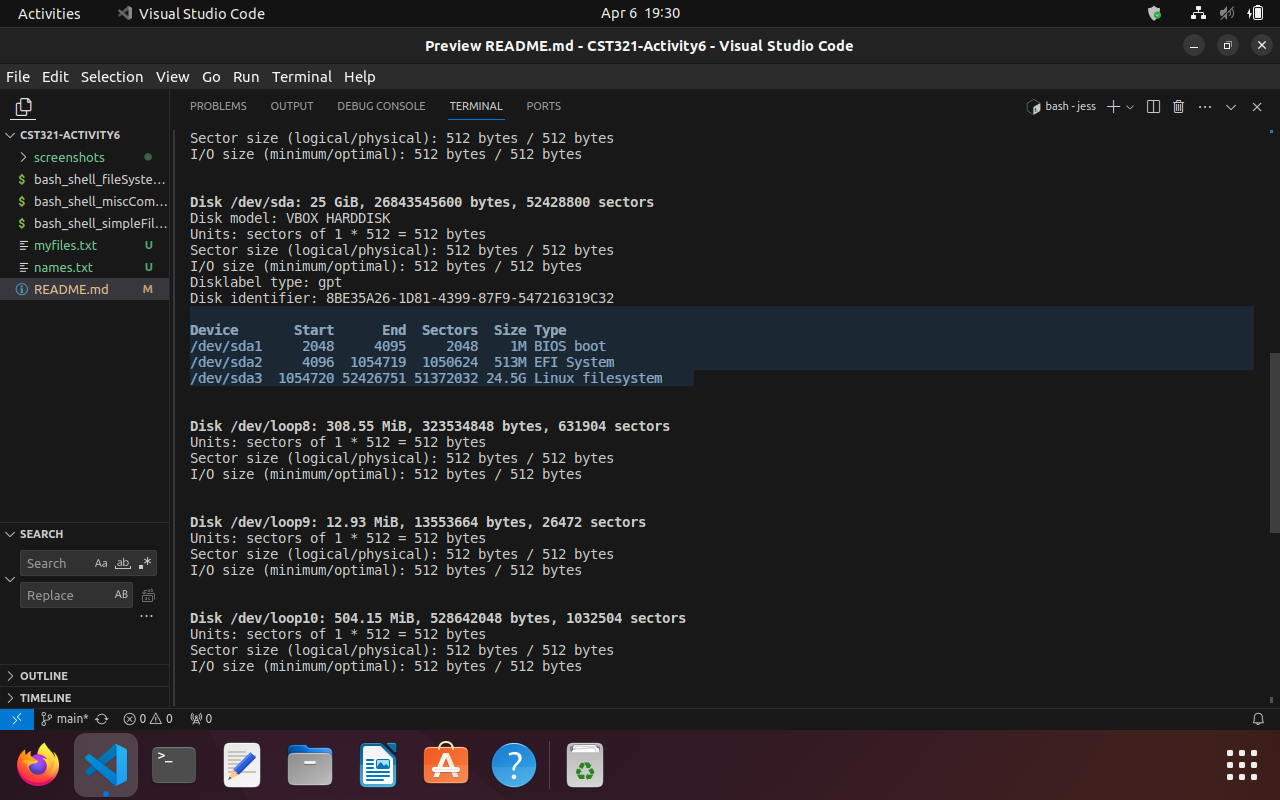 Activities Visual Studio Code Apr 6 19:30
Preview README.md - CST321-Activity6 - Visual Studio Code
File Edit Selection View Go Run Terminal Help
PROBLEMS OUTPUT DEBUG CONSOLE TERMINAL PORTS bash - jess
CST321-ACTIVITY6
screenshots
$ bash_shell_fileSyste...
$ bash_shell_miscCom...
$ bash_shell_simpleFil...
myfiles.txt U
names.txt U
README.md M
SEARCH
Search Aa ab .*
Replace AB
OUTLINE
TIMELINE
Sector size (logical/physical): 512 bytes / 512 bytes
I/O size (minimum/optimal): 512 bytes / 512 bytes
Disk /dev/sda: 25 GiB, 26843545600 bytes, 52428800 sectors
Disk model: VBOX HARDDISK
Units: sectors of 1 * 512 = 512 bytes
Sector size (logical/physical): 512 bytes / 512 bytes
I/O size (minimum/optimal): 512 bytes / 512 bytes
Disklabel type: gpt
Disk identifier: 8BE35A26-1D81-4399-87F9-547216319C32
Device Start End Sectors Size Type
/dev/sda1 2048 4095 2048 1M BIOS boot
/dev/sda2 4096 1054719 1050624 513M EFI System
/dev/sda3 1054720 52426751 51372032 24.5G Linux filesystem
Disk /dev/loop8: 308.55 MiB, 323534848 bytes, 631904 sectors
Units: sectors of 1 * 512 = 512 bytes
Sector size (logical/physical): 512 bytes / 512 bytes
I/O size (minimum/optimal): 512 bytes / 512 bytes
Disk /dev/loop9: 12.93 MiB, 13553664 bytes, 26472 sectors
Units: sectors of 1 * 512 = 512 bytes
Sector size (logical/physical): 512 bytes / 512 bytes
I/O size (minimum/optimal): 512 bytes / 512 bytes
Disk /dev/loop10: 504.15 MiB, 528642048 bytes, 1032504 sectors
Units: sectors of 1 * 512 = 512 bytes
Sector size (logical/physical): 512 bytes / 512 bytes
I/O size (minimum/optimal): 512 bytes / 512 bytes
main* 0 0 0